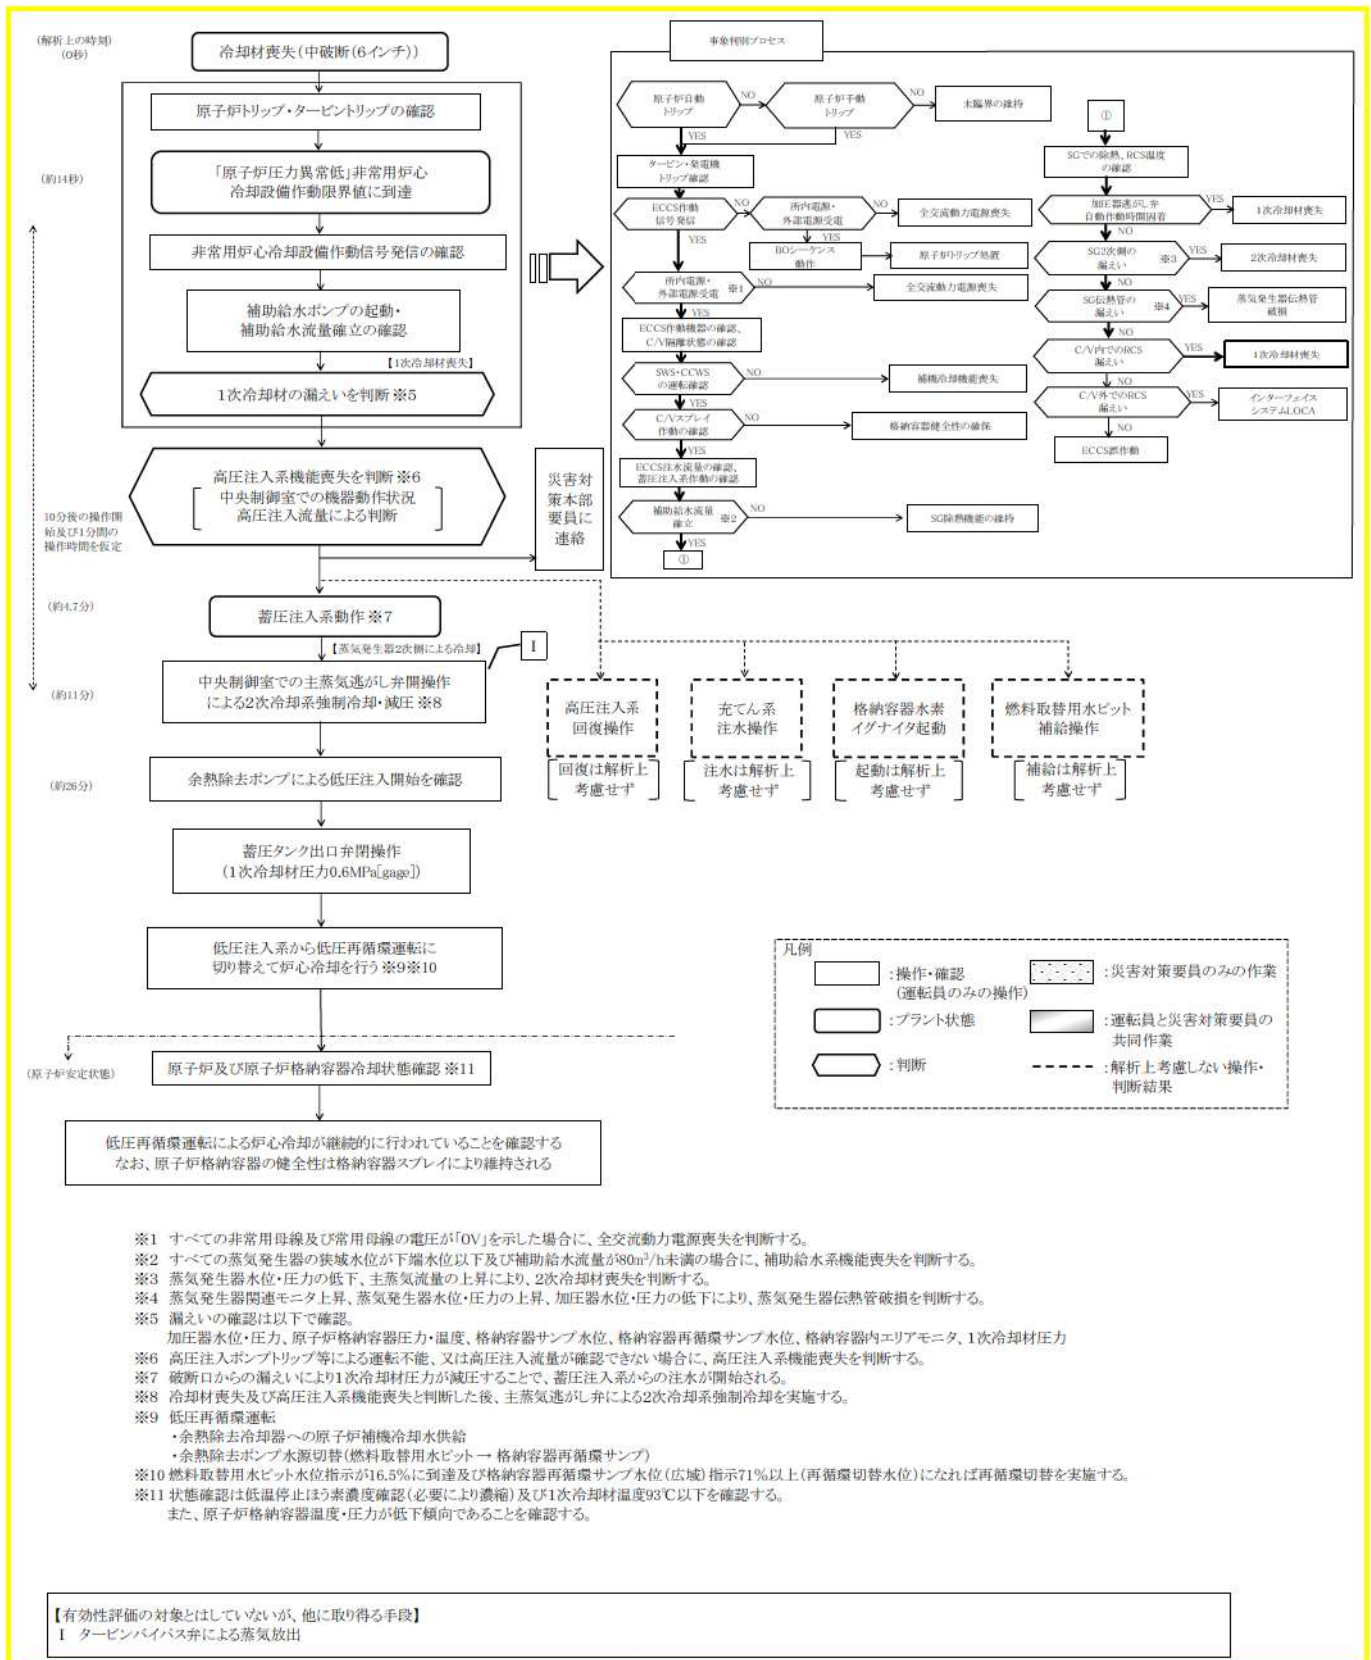 (解析上の時刻)
(0秒)
冷却材喪失(中破断(6インチ))
原子炉トリップ・タービントリップの確認
(約14秒)
「原子炉圧力異常低」非常用炉心
冷却設備作動限界値に到達
非常用炉心冷却設備作動信号発信の確認
補助給水ポンプの起動・
補助給水流量確立の確認
【1次冷却材喪失】
1次冷却材の漏えいを判断※5
高圧注入系機能喪失を判断※6
中央制御室での機器動作状況
高圧注入流量による判断
災害対
策本部
要員に
連絡
10分後の操作開
始及び1分間の
操作時間を仮定
(約4.7分)
蓄圧注入系動作※7
【蒸気発生器2次側による冷却】
I
(約11分)
中央制御室での主蒸気逃がし弁開操作
による2次冷却系強制冷却・減圧※8
高圧注入系
回復操作
回復は解析上
考慮せず
充てん系
注水操作
注水は解析上
考慮せず
格納容器水素
イグナイタ起動
起動は解析上
考慮せず
燃料取替用水ピット
補給操作
補給は解析上
考慮せず
(約26分)
余熱除去ポンプによる低圧注入開始を確認
蓄圧タンク出口弁閉操作
(1次冷却材圧力0.6MPa[gage])
低圧注入系から低圧再循環運転に
切り替えて炉心冷却を行う※9※10
(原子炉安定状態)
原子炉及び原子炉格納容器冷却状態確認※11
低圧再循環運転による炉心冷却が継続的に行われていることを確認する
なお、原子炉格納容器の健全性は格納容器スプレイにより維持される
事象判別プロセス
原子炉自動
トリップ
NO
原子炉手動
トリップ
NO
未臨界の維持
YES
YES
タービン・発電機
トリップ確認
ECCS作動
信号発信
NO
所内電源・
外部電源受電
NO
全交流動力電源喪失
YES
YES
BOシーケンス
動作
原子炉トリップ処置
所内電源・
外部電源受電
※1
NO
全交流動力電源喪失
YES
ECCS作動機器の確認、
C/V隔離状態の確認
SWS・CCWS
の運転確認
NO
補機冷却機能喪失
YES
C/Vスプレイ
作動の確認
NO
格納容器健全性の確保
YES
ECCS注水流量の確認、
蓄圧注入系作動の確認
補助給水流量
確立
※2
NO
SG除熱機能の維持
YES
①
①
SGでの除熱、RCS温度
の確認
加圧器逃がし弁
自動作動時開固着
YES
1次冷却材喪失
NO
SG2次側の
漏えい
※3
YES
2次冷却材喪失
NO
SG伝熱管の
漏えい
※4
YES
蒸気発生器伝熱管
破損
NO
C/V内でのRCS
漏えい
YES
1次冷却材喪失
NO
C/V外でのRCS
漏えい
YES
インターフェイス
システムLOCA
NO
ECCS誤作動
凡例
:操作・確認
(運転員のみの操作)
:プラント状態
:判断
:災害対策要員のみの作業
:運転員と災害対策要員の
共同作業
:解析上考慮しない操作・
判断結果
※1 すべての非常用母線及び常用母線の電圧が「0V」を示した場合に、全交流動力電源喪失を判断する。
※2 すべての蒸気発生器の狭域水位が下端水位以下及び補助給水流量が80m³/h未満の場合に、補助給水系機能喪失を判断する。
※3 蒸気発生器水位・圧力の低下、主蒸気流量の上昇により、2次冷却材喪失を判断する。
※4 蒸気発生器関連モニタ上昇、蒸気発生器水位・圧力の上昇、加圧器水位・圧力の低下により、蒸気発生器伝熱管破損を判断する。
※5 漏えいの確認は以下で確認。
加圧器水位・圧力、原子炉格納容器圧力・温度、格納容器サンプ水位、格納容器再循環サンプ水位、格納容器内エリアモニタ、1次冷却材圧力
※6 高圧注入ポンプトリップ等による運転不能、又は高圧注入流量が確認できない場合に、高圧注入系機能喪失を判断する。
※7 破断口からの漏えいにより1次冷却材圧力が減圧することで、蓄圧注入系からの注水が開始される。
※8 冷却材喪失及び高圧注入系機能喪失と判断した後、主蒸気逃がし弁による2次冷却系強制冷却を実施する。
※9 低圧再循環運転
・余熱除去冷却器への原子炉補機冷却水供給
・余熱除去ポンプ水源切替(燃料取替用水ピット → 格納容器再循環サンプ)
※10 燃料取替用水ピット水位指示が16.5%に到達及び格納容器再循環サンプ水位(広域)指示71%以上(再循環切替水位)になれば再循環切替を実施する。
※11 状態確認は低温停止ほう素濃度確認(必要により濃縮)及び1次冷却材温度93℃以下を確認する。
また、原子炉格納容器温度・圧力が低下傾向であることを確認する。
【有効性評価の対象とはしていないが、他に取り得る手段】
I タービンバイパス弁による蒸気放出